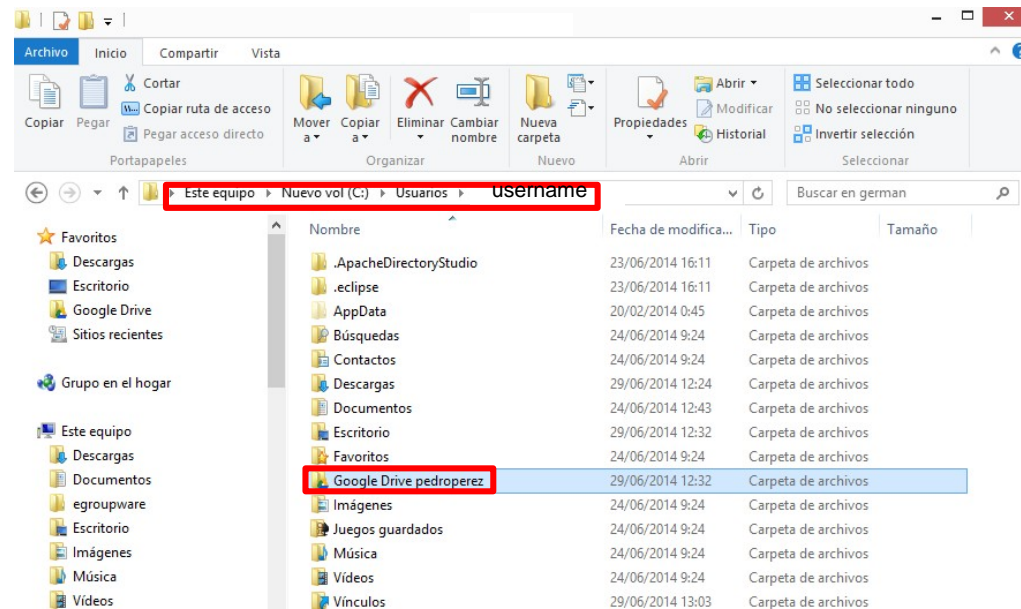 Archivo Inicio Compartir Vista
Copiar
Pegar
Cortar
Copiar ruta de acceso
Pegar acceso directo
Portapapeles
Mover a
Copiar a
Eliminar
Cambiar nombre
Organizar
Nueva carpeta
Nuevo
Propiedades
Abrir
Modificar
Historial
Abrir
Seleccionar todo
No seleccionar ninguno
Invertir selección
Seleccionar
Este equipo Nuevo vol (C:) Usuarios username
Buscar en german
Favoritos
Descargas
Escritorio
Google Drive
Sitios recientes
Grupo en el hogar
Este equipo
Descargas
Documentos
egroupware
Escritorio
Imágenes
Música
Vídeos
Nombre Fecha de modifica... Tipo Tamaño
.ApacheDirectoryStudio 23/06/2014 16:11 Carpeta de archivos
.eclipse 23/06/2014 16:11 Carpeta de archivos
AppData 20/02/2014 0:45 Carpeta de archivos
Búsquedas 24/06/2014 9:24 Carpeta de archivos
Contactos 24/06/2014 9:24 Carpeta de archivos
Descargas 29/06/2014 12:24 Carpeta de archivos
Documentos 24/06/2014 12:43 Carpeta de archivos
Escritorio 29/06/2014 12:32 Carpeta de archivos
Favoritos 24/06/2014 9:24 Carpeta de archivos
Google Drive pedroperez 29/06/2014 12:32 Carpeta de archivos
Imágenes 24/06/2014 9:24 Carpeta de archivos
Juegos guardados 24/06/2014 9:24 Carpeta de archivos
Música 24/06/2014 9:24 Carpeta de archivos
Vídeos 24/06/2014 9:24 Carpeta de archivos
Vínculos 29/06/2014 13:03 Carpeta de archivos